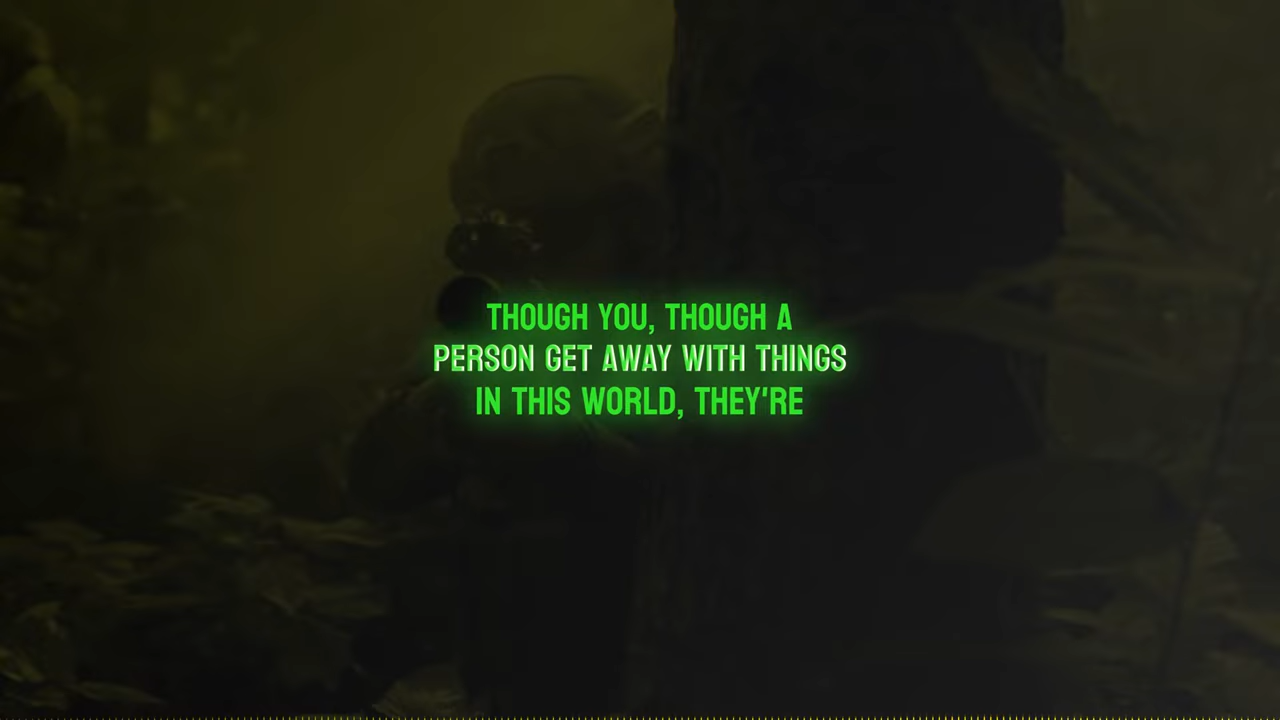 THOUGH YOU, THOUGH A
PERSON GET AWAY WITH THINGS
IN THIS WORLD, THEY'RE